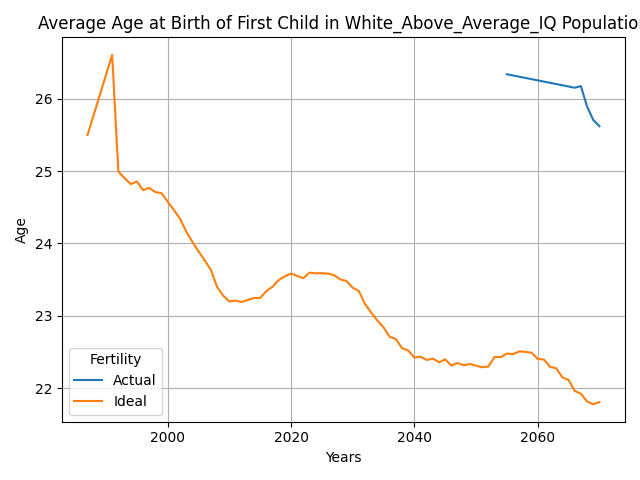 Average Age at Birth of First Child in White_Above_Average_IQ Population
26
25
24
23
22
Age
Fertility
Actual
Ideal
2000
2020
2040
2060
Years